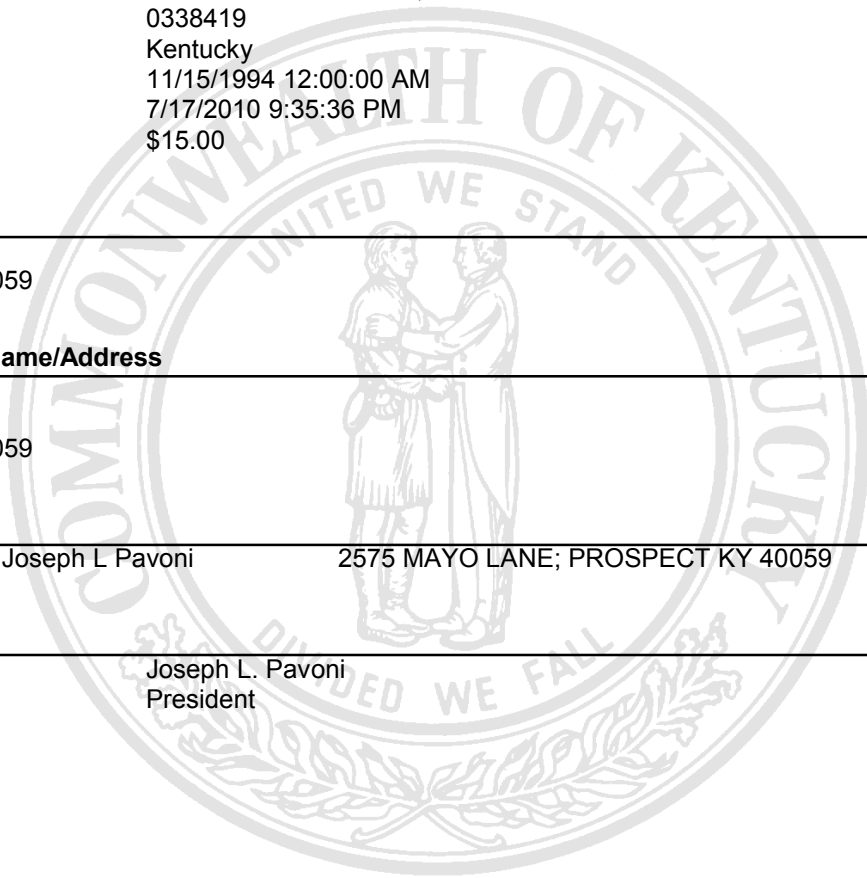 0338419
Kentucky
11/15/1994 12:00:00 AM
7/17/2010 9:35:36 PM
$15.00
COMMONWEALTH OF KENTUCKY
UNITED WE STAND
059
ame/Address
059
Joseph L Pavoni 2575 MAYO LANE; PROSPECT KY 40059
DIVIDED WE FALL
Joseph L. Pavoni
President